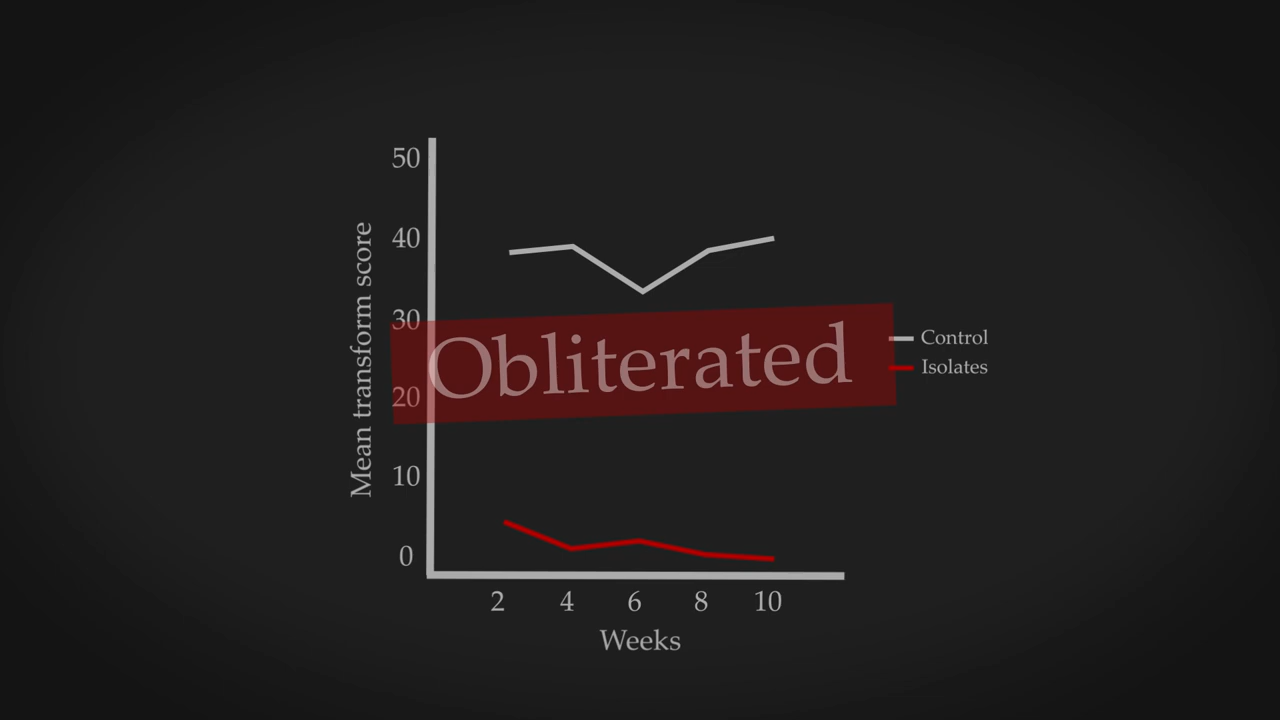 50
40
30
20
10
0
Mean transform score
Obliterated
Control
Isolates
2 4 6 8 10
Weeks